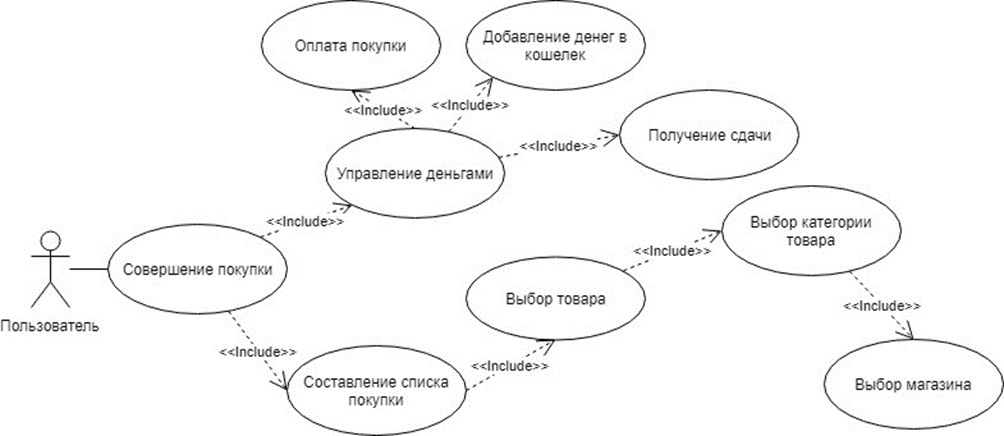 Оплата покупки
Добавление денег в
кошелек
<<Include>>
<<Include>>
Получение сдачи
<<Include>>
Управление деньгами
<<Include>>
Выбор категории
товара
<<Include>>
Совершение покупки
Пользователь
Выбор товара
<<Include>>
<<Include>>
<<Include>>
Составление списка
покупки
Выбор магазина